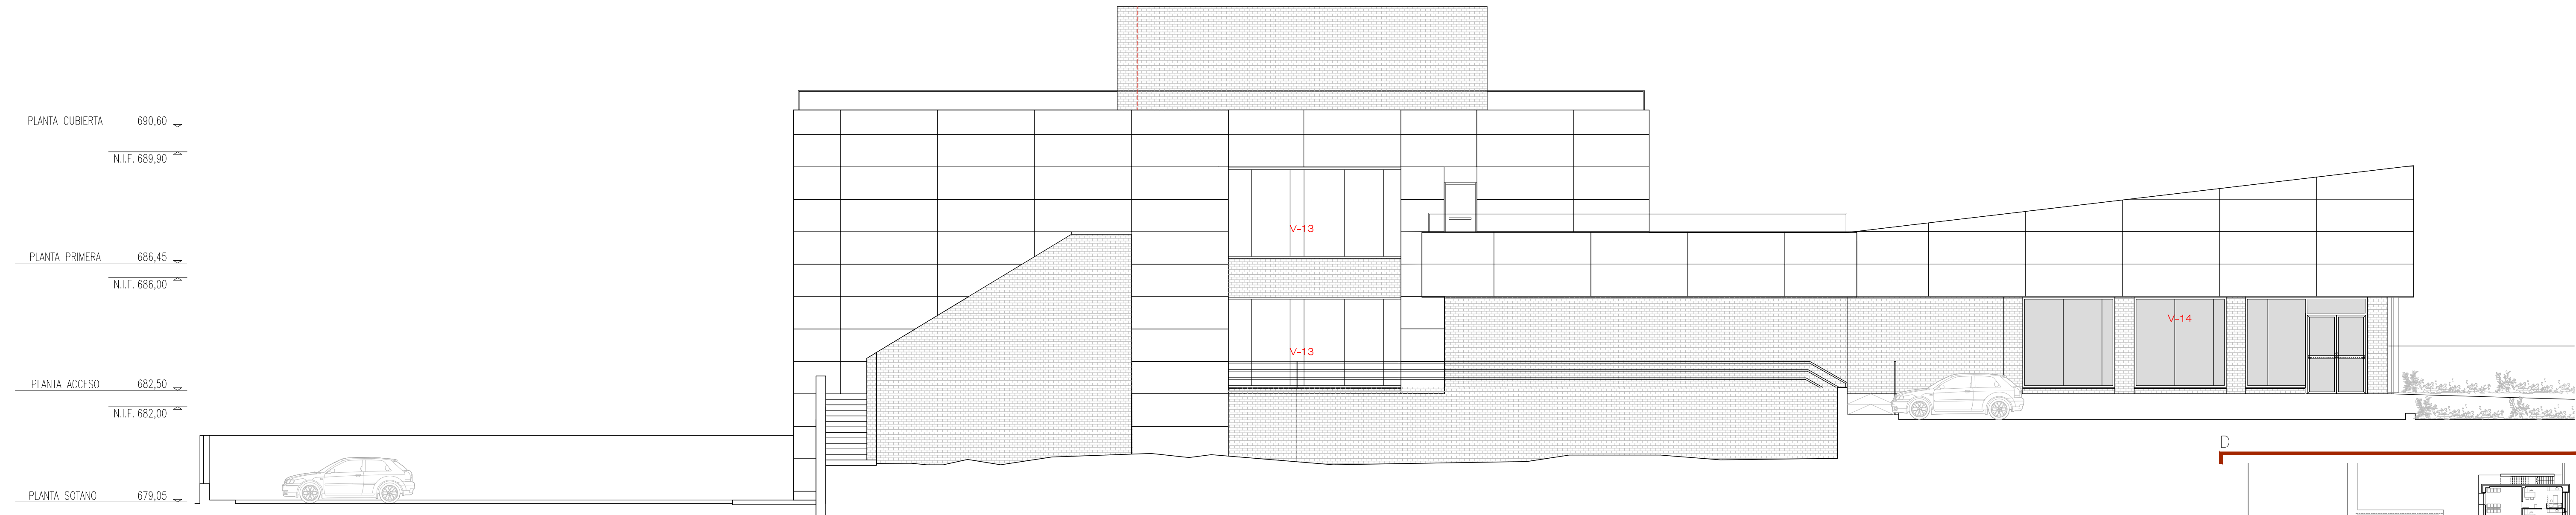 PLANTA CUBIERTA 690,60
N.I.F. 689,90
V-13
PLANTA PRIMERA 686,45
N.I.F. 686,00
V-14
V-13
PLANTA ACCESO 682,50
N.I.F. 682,00
D
PLANTA SOTANO 679,05